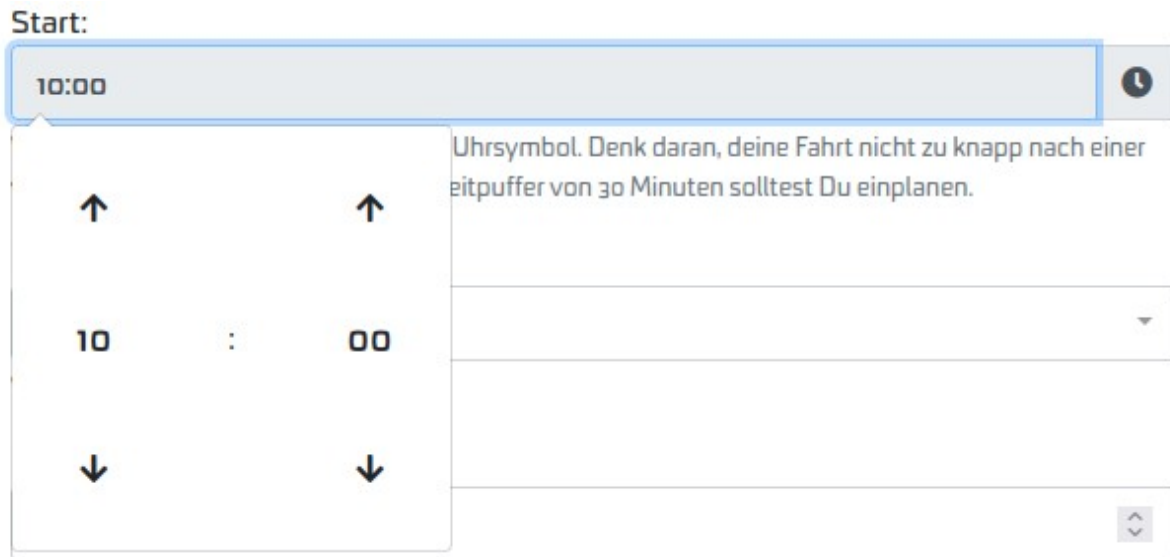 Start:
10:00
Uhrsymbol. Denk daran, deine Fahrt nicht zu knapp nach einer
eitpuffer von 30 Minuten solltest Du einplanen.
10 : 00